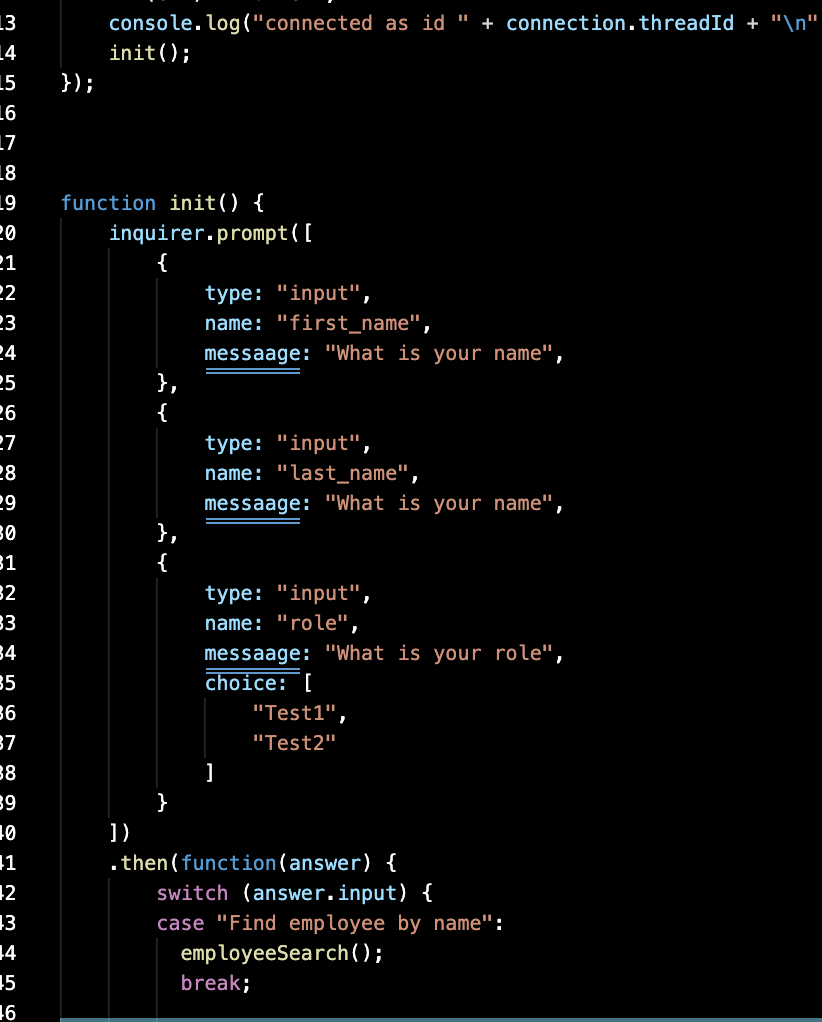 13 console.log("connected as id " + connection.threadId + "\n"
14 init();
15 });
16
17
18
19 function init() {
20 inquirer.prompt([
21 {
22 type: "input",
23 name: "first_name",
24 messaage: "What is your name",
25 },
26 {
27 type: "input",
28 name: "last_name",
29 messaage: "What is your name",
30 },
31 {
32 type: "input",
33 name: "role",
34 messaage: "What is your role",
35 choice: [
36 "Test1",
37 "Test2"
38 ]
39 }
40 ])
41 .then(function(answer) {
42 switch (answer.input) {
43 case "Find employee by name":
44 employeeSearch();
45 break;
46